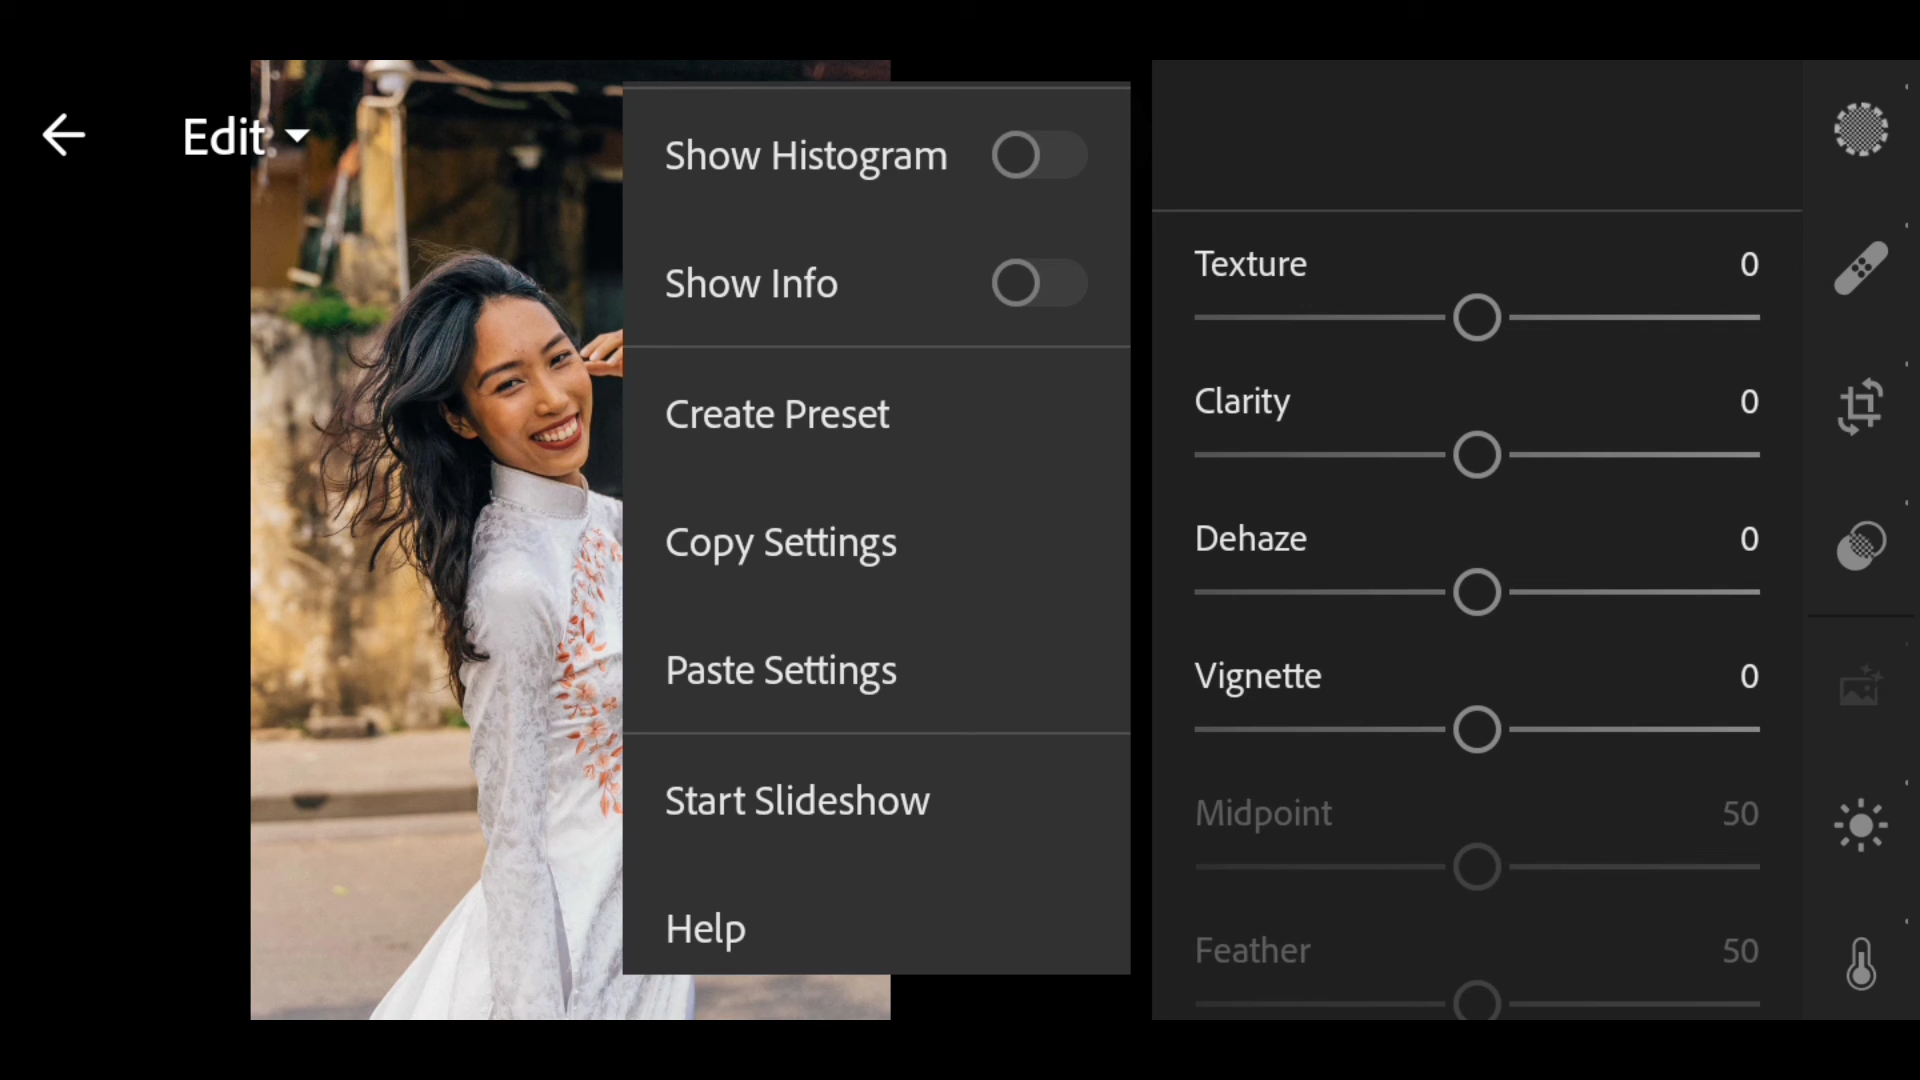 Edit
Show Histogram
Show Info
Create Preset
Copy Settings
Paste Settings
Start Slideshow
Help
Texture 0
Clarity 0
Dehaze 0
Vignette 0
Midpoint 50
Feather 50